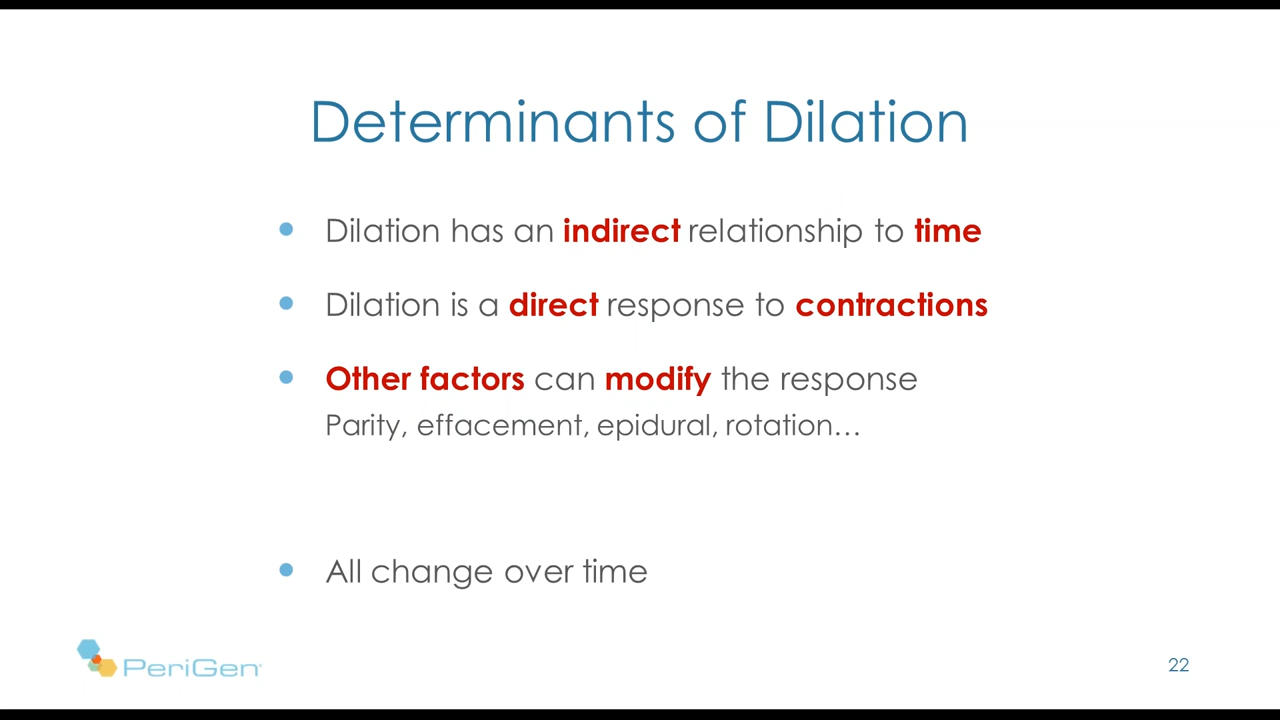 Determinants of Dilation
Dilation has an indirect relationship to time
Dilation is a direct response to contractions
Other factors can modify the response
Parity, effacement, epidural, rotation…
All change over time
PeriGen
22